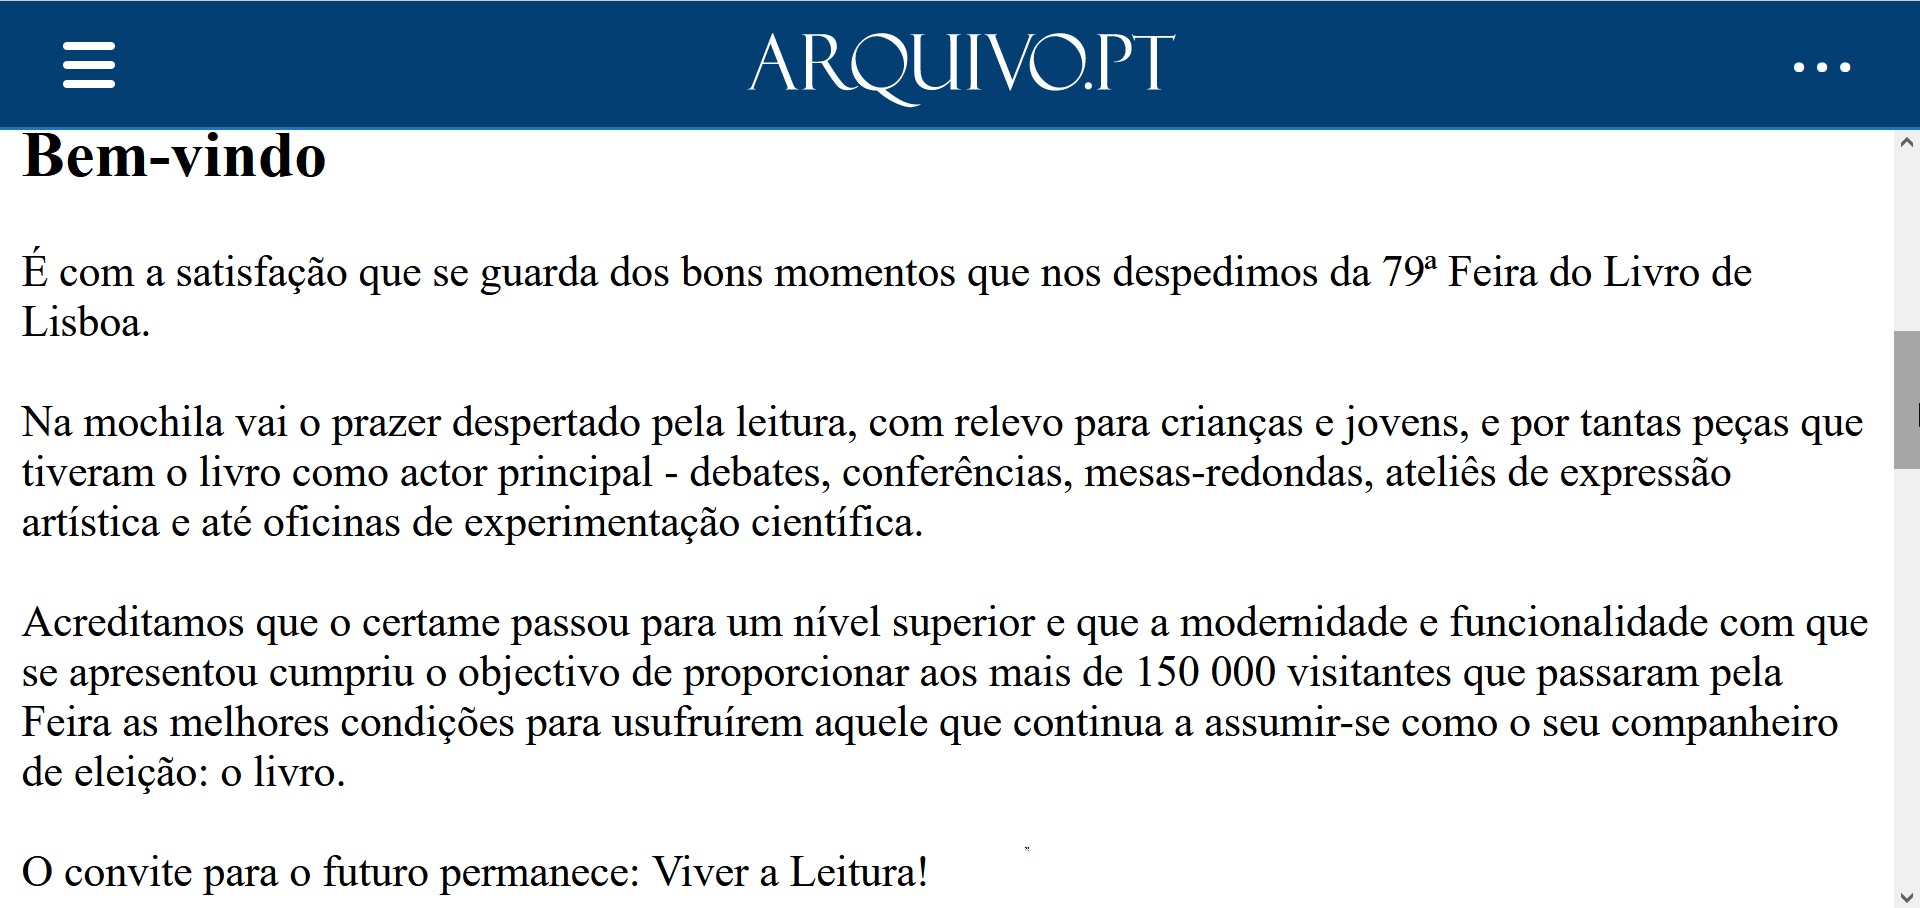 ARQUIVO.PT
Bem-vindo
É com a satisfação que se guarda dos bons momentos que nos despedimos da 79ª Feira do Livro de
Lisboa.
Na mochila vai o prazer despertado pela leitura, com relevo para crianças e jovens, e por tantas peças que
tiveram o livro como actor principal - debates, conferências, mesas-redondas, ateliês de expressão
artística e até oficinas de experimentação científica.
Acreditamos que o certame passou para um nível superior e que a modernidade e funcionalidade com que
se apresentou cumpriu o objectivo de proporcionar aos mais de 150 000 visitantes que passaram pela
Feira as melhores condições para usufruírem aquele que continua a assumir-se como o seu companheiro
de eleição: o livro.
O convite para o futuro permanece: Viver a Leitura!